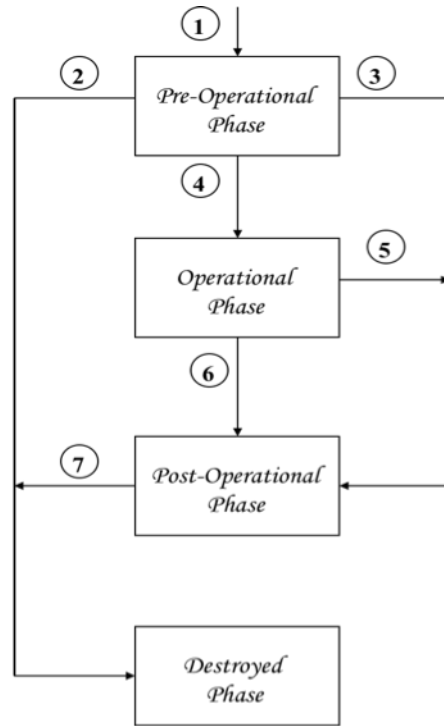 1
2
3
Pre-Operational
Phase
4
Operational
Phase
5
6
Post-Operational
Phase
7
Destroyed
Phase